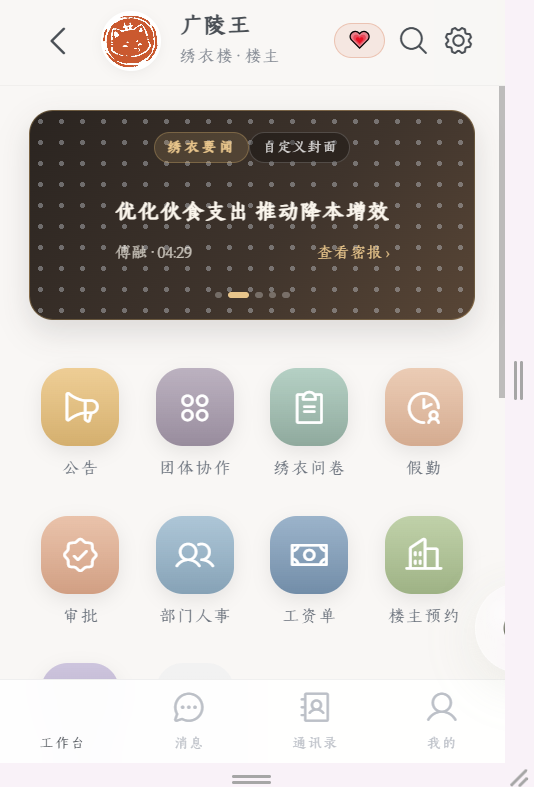 广陵王
绣衣楼·楼主
绣衣要闻 自定义封面
优化伙食支出 推动降本增效
傅融·04:29 查看密报›
公告 团体协作 绣衣问卷 假勤
审批 部门人事 工资单 楼主预约
工作台 消息 通讯录 我的